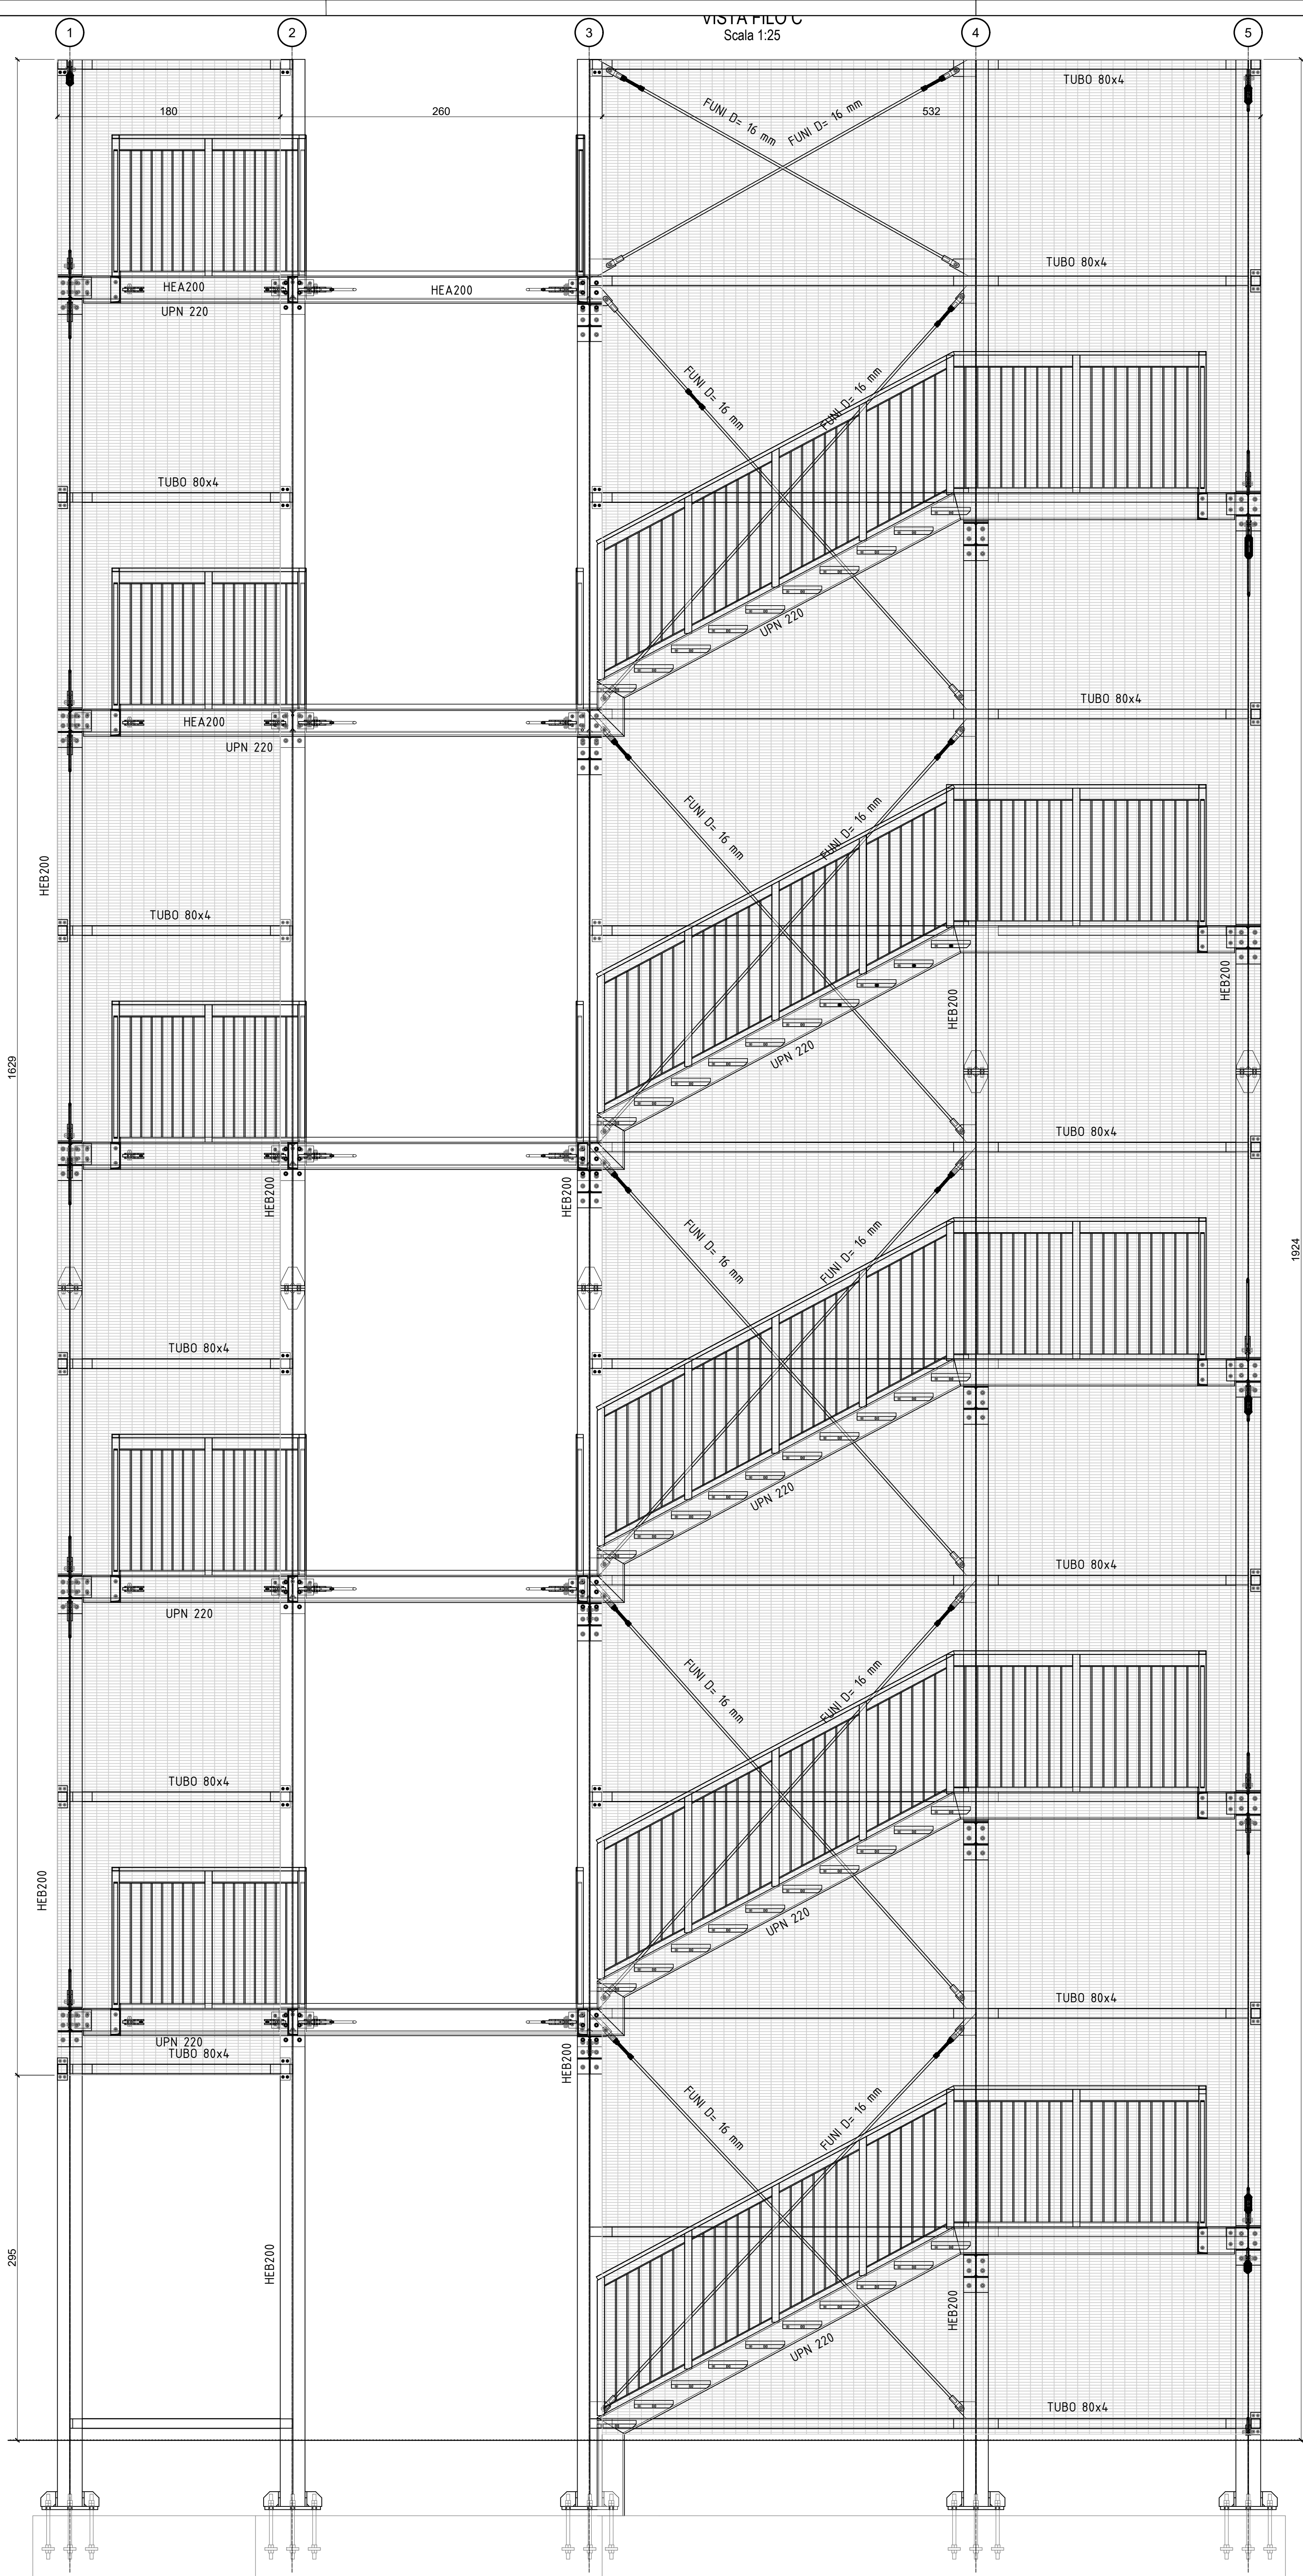 VISTA FILO C
Scala 1:25
1
2
3
4
5
TUBO 80x4
180
260
FUNI D= 16 mm
FUNI D= 16 mm
532
TUBO 80x4
HEA200
HEA200
UPN 220
FUNI D= 16 mm
FUNI D= 16 mm
TUBO 80x4
UPN 220
TUBO 80x4
HEA200
UPN 220
FUNI D= 16 mm
FUNI D= 16 mm
HEB200
TUBO 80x4
HEB200
HEB200
UPN 220
1629
TUBO 80x4
HEB200
HEB200
FUNI D= 16 mm
FUNI D= 16 mm
1924
TUBO 80x4
UPN 220
TUBO 80x4
UPN 220
FUNI D= 16 mm
FUNI D= 16 mm
TUBO 80x4
HEB200
UPN 220
TUBO 80x4
UPN 220
TUBO 80x4
HEB200
FUNI D= 16 mm
FUNI D= 16 mm
295
HEB200
HEB200
UPN 220
TUBO 80x4